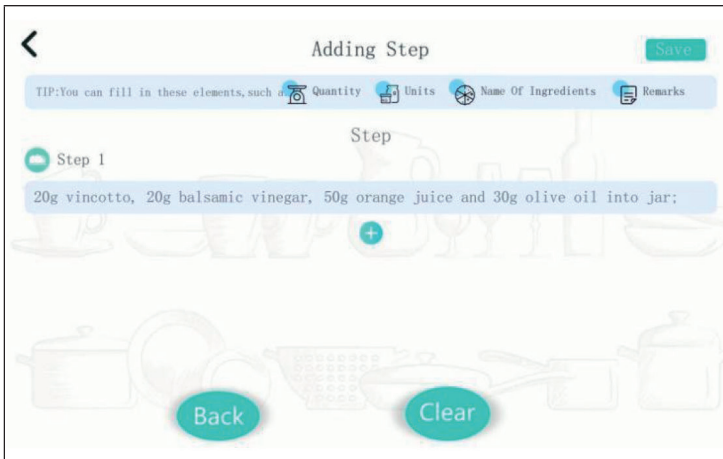 Adding Step
Save
TIP:You can fill in these elements,such a Quantity Units Name Of Ingredients Remarks
Step
Step 1
20g vincotto, 20g balsamic vinegar, 50g orange juice and 30g olive oil into jar;
Back
Clear